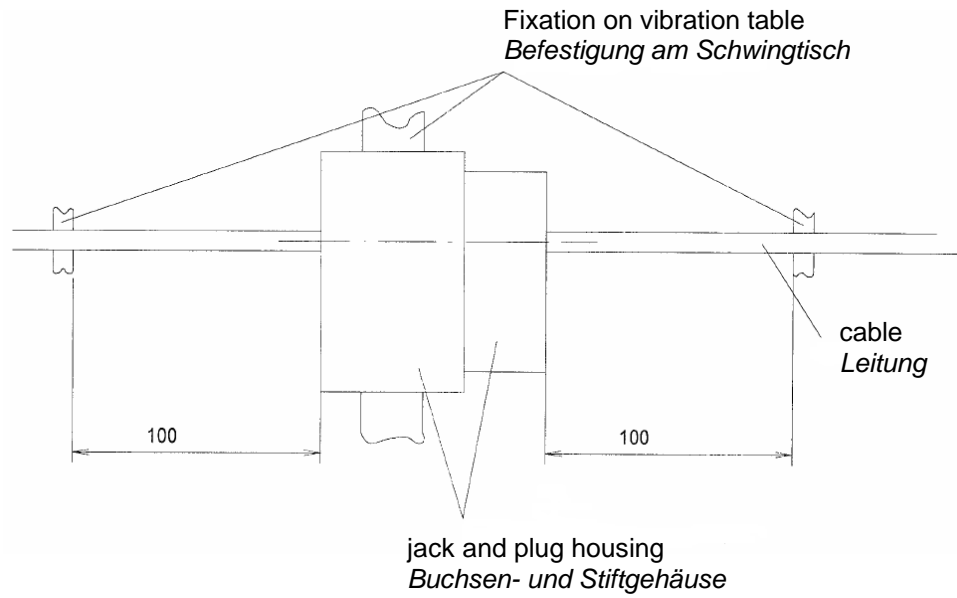 Fixation on vibration table
Befestigung am Schwingtisch
cable
Leitung
100
100
jack and plug housing
Buchsen- und Stiftgehäuse